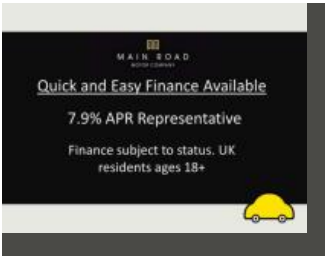 MAIN ROAD
MOTOR COMPANY
Quick and Easy Finance Available
7.9% APR Representative
Finance subject to status. UK
residents ages 18+